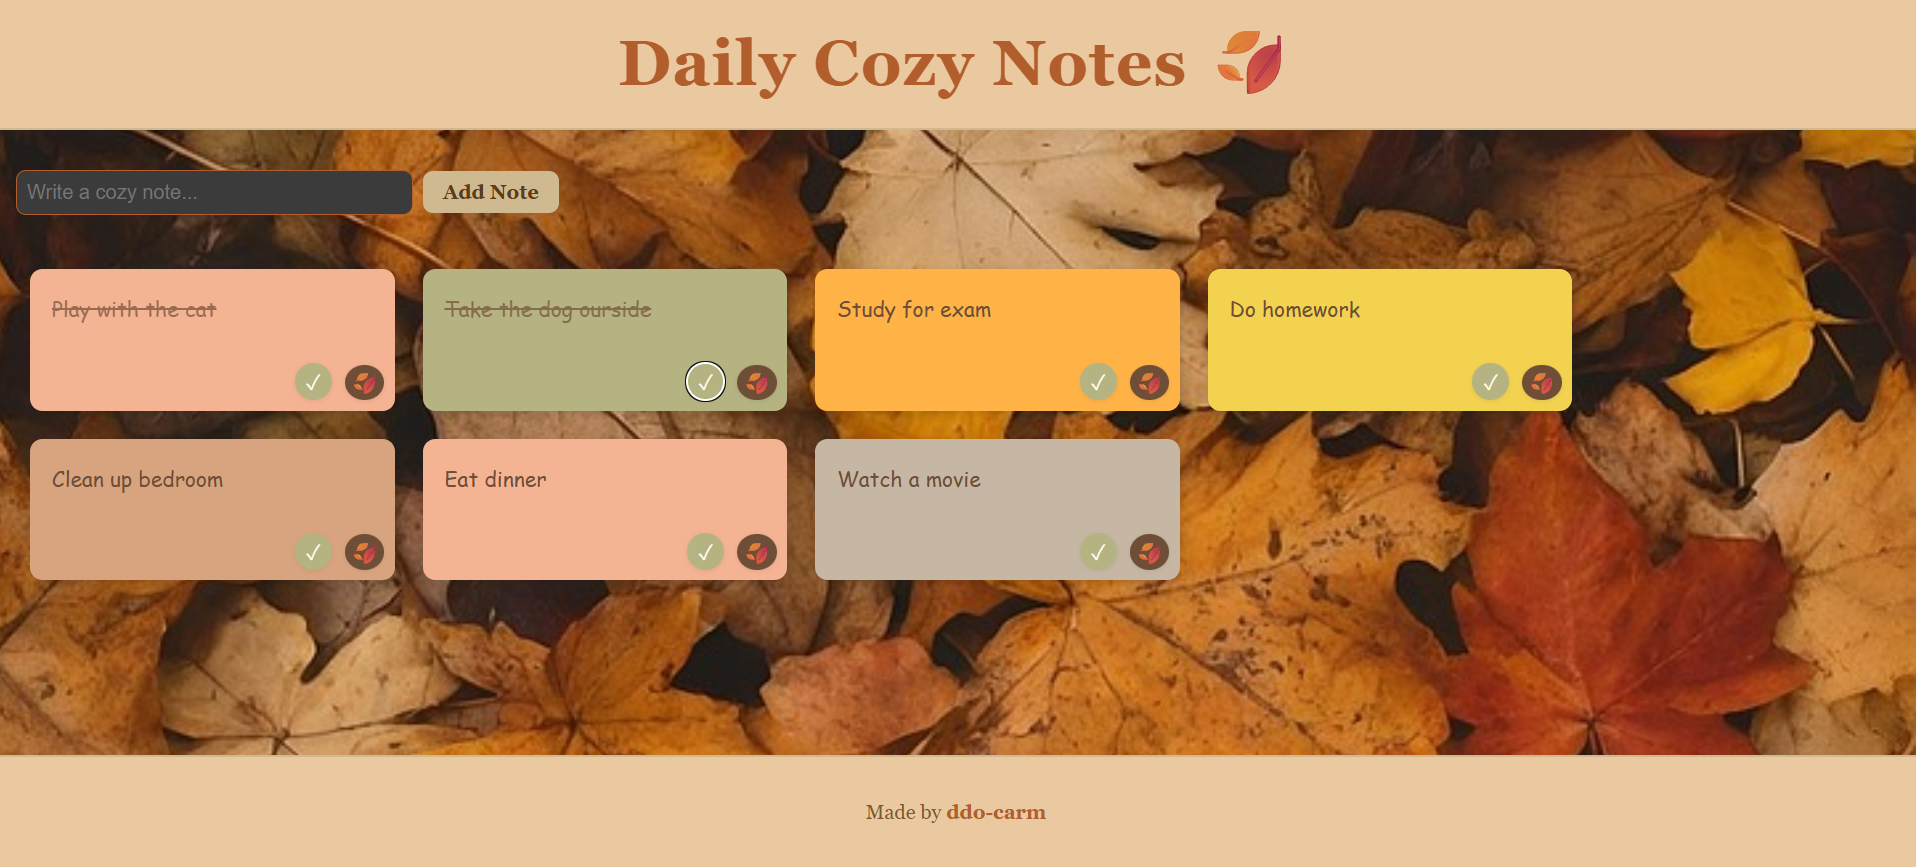 Daily Cozy Notes
Write a cozy note...
Add Note
Play with the cat
Take the dog ourside
Study for exam
Do homework
Clean up bedroom
Eat dinner
Watch a movie
Made by ddo-carm